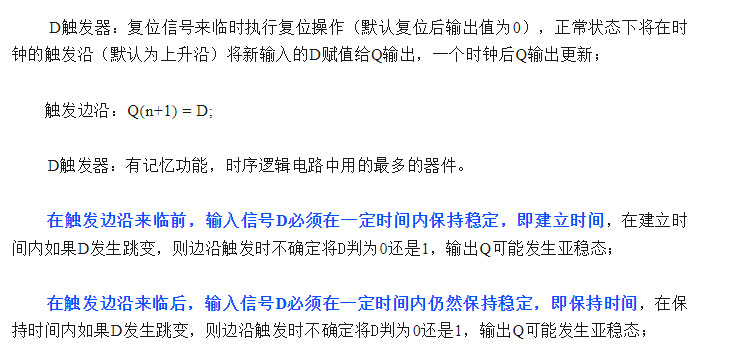 D触发器：复位信号来临时执行复位操作（默认复位后输出值为0），正常状态下将在时
钟的触发沿（默认为上升沿）将新输入的D赋值给Q输出，一个时钟后Q输出更新；
触发边沿：Q(n+1) = D;
D触发器：有记忆功能，时序逻辑电路中用的最多的器件。
在触发边沿来临前，输入信号D必须在一定时间内保持稳定，即建立时间，在建立时
间内如果D发生跳变，则边沿触发时不确定将D判为0还是1，输出Q可能发生亚稳态；
在触发边沿来临后，输入信号D必须在一定时间内仍然保持稳定，即保持时间，在保
持时间内如果D发生跳变，则边沿触发时不确定将D判为0还是1，输出Q可能发生亚稳态；